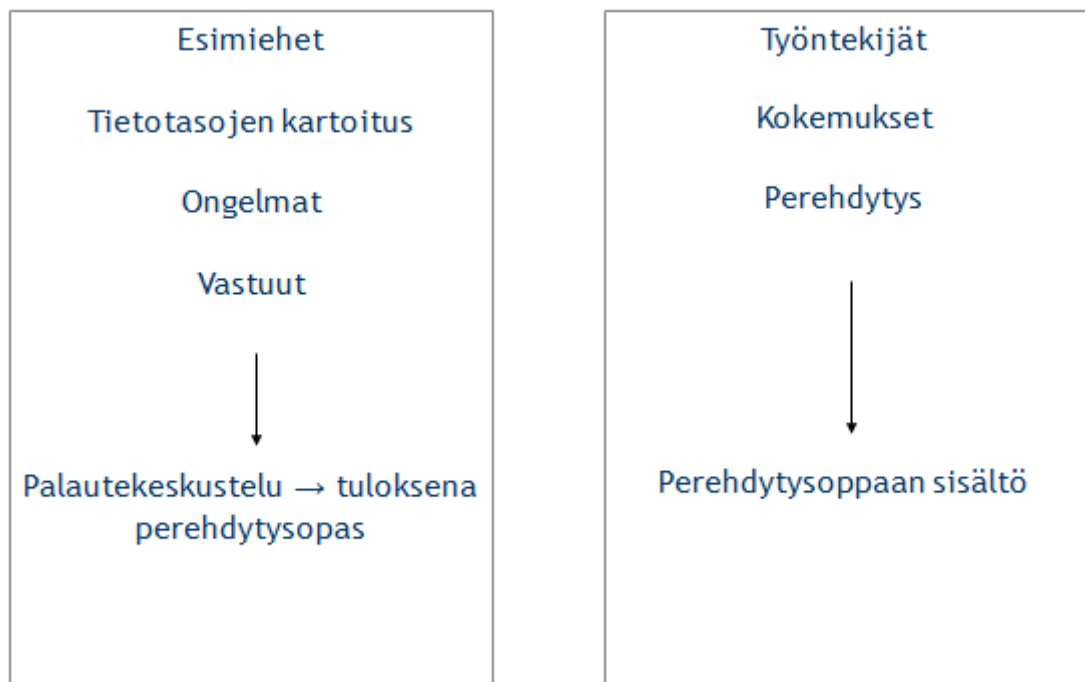 Esimiehet
Tietotasojen kartoitus
Ongelmat
Vastuut
Palautekeskustelu → tuloksena
perehdytysopas
Työntekijät
Kokemukset
Perehdytys
Perehdytysoppaan sisältö